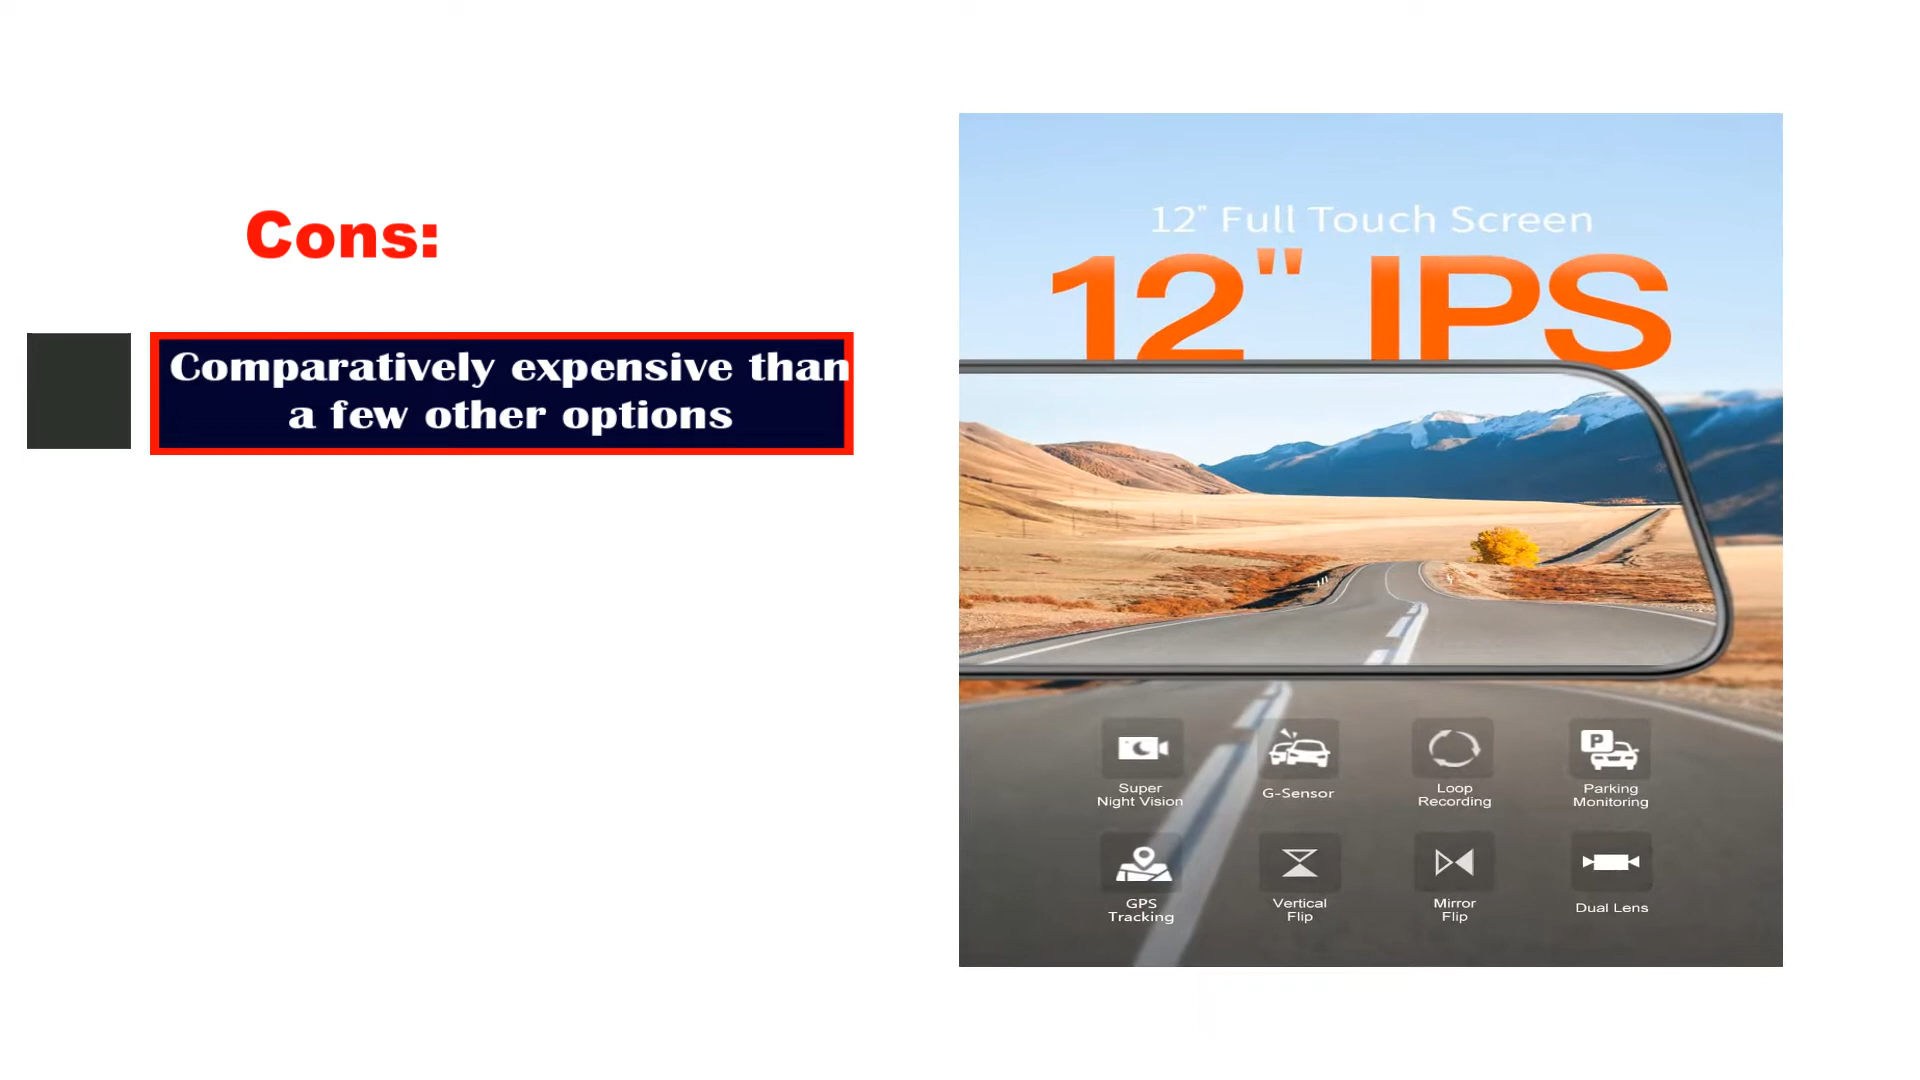 Cons:
Comparatively expensive than
a few other options
12" Full Touch Screen
12" IPS
Super
Night Vision
G-Sensor
Loop
Recording
P
Parking
Monitoring
GPS
Tracking
Vertical
Flip
Mirror
Flip
Dual Lens